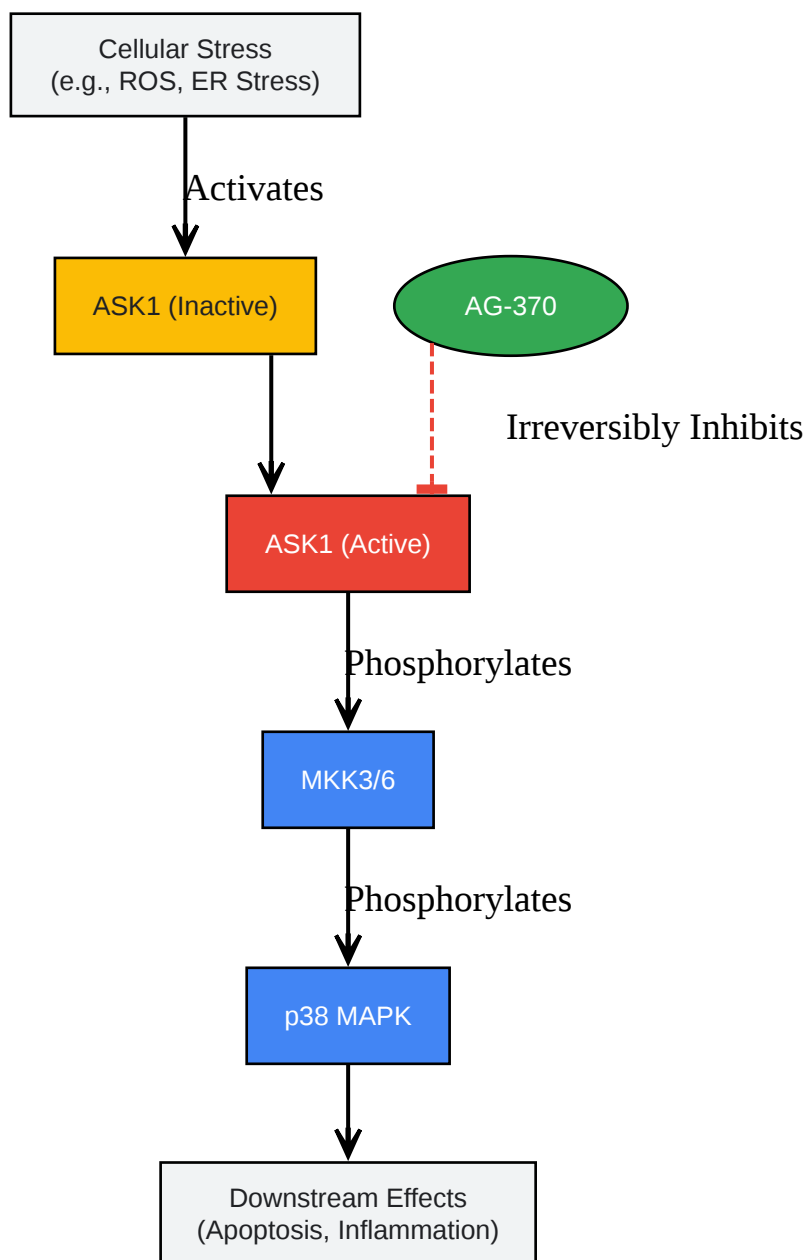 Cellular Stress
(e.g., ROS, ER Stress)
Activates
ASK1 (Inactive)
AG-370
Irreversibly Inhibits
ASK1 (Active)
Phosphorylates
MKK3/6
Phosphorylates
p38 MAPK
Downstream Effects
(Apoptosis, Inflammation)